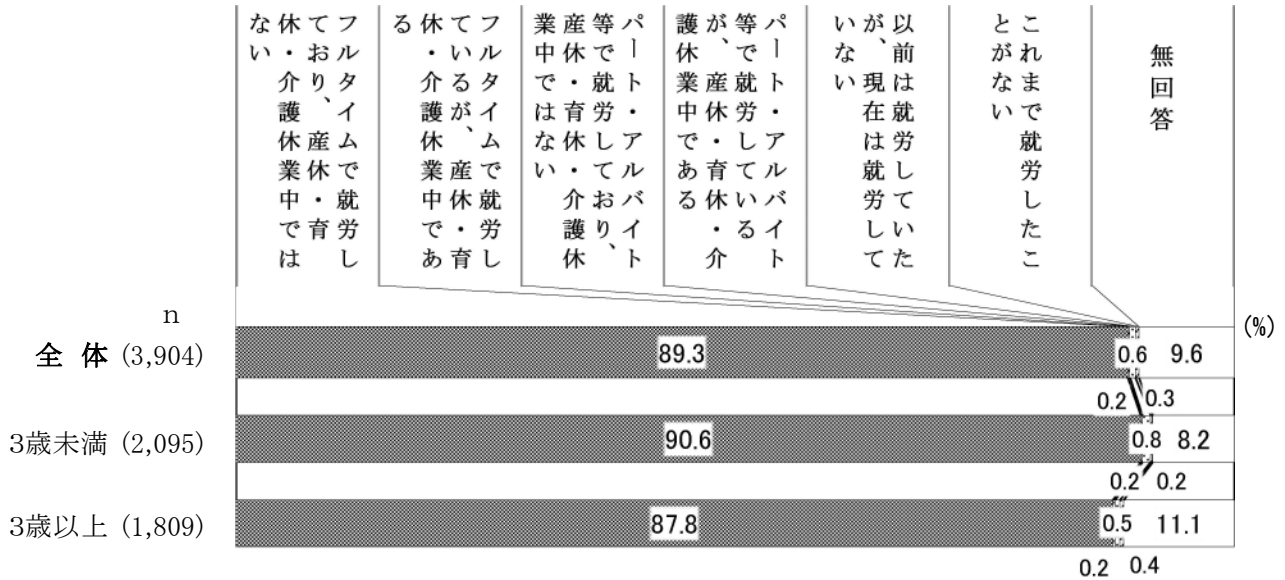 フルタイムで就労し
ており、産休・育
休・介護休業中では
ない
フルタイムで就労し
ているが、産休・育
休・介護休業中であ
る
パート・アルバイト
等で就労しており、
産休・育休・介護休
業中ではない
パート・アルバイト
等で就労している
が、産休・育休・介
護休業中である
以前は就労していた
が、現在は就労して
いない
これまで就労したこ
とがない
無回答
n
(%)
全 体 (3,904)
89.3
0.6
9.6
0.2
0.3
3歳未満 (2,095)
90.6
0.8
8.2
0.2
0.2
3歳以上 (1,809)
87.8
0.5
11.1
0.2
0.4